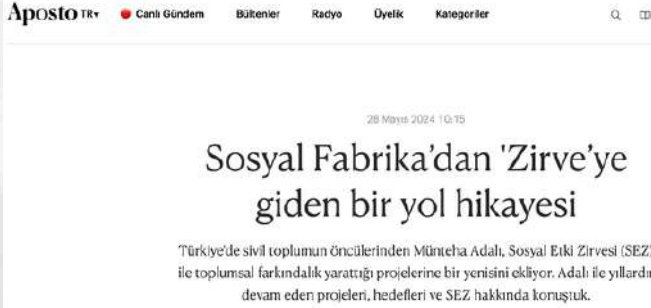 Aposto TR
Canlı Gündem Bültenler Radyo Üyelik Kategoriler
28 Mayıs 2024 10:15
Sosyal Fabrika’dan 'Zirve’ye
giden bir yol hikayesi
Türkiye’de sivil toplumun öncülerinden Münteha Adalı, Sosyal Etki Zirvesi (SEZ)
ile toplumsal farkındalık yarattığı projelerine bir yenisini ekliyor. Adalı ile yıllardır
devam eden projeleri, hedefleri ve SEZ hakkında konuştuk.